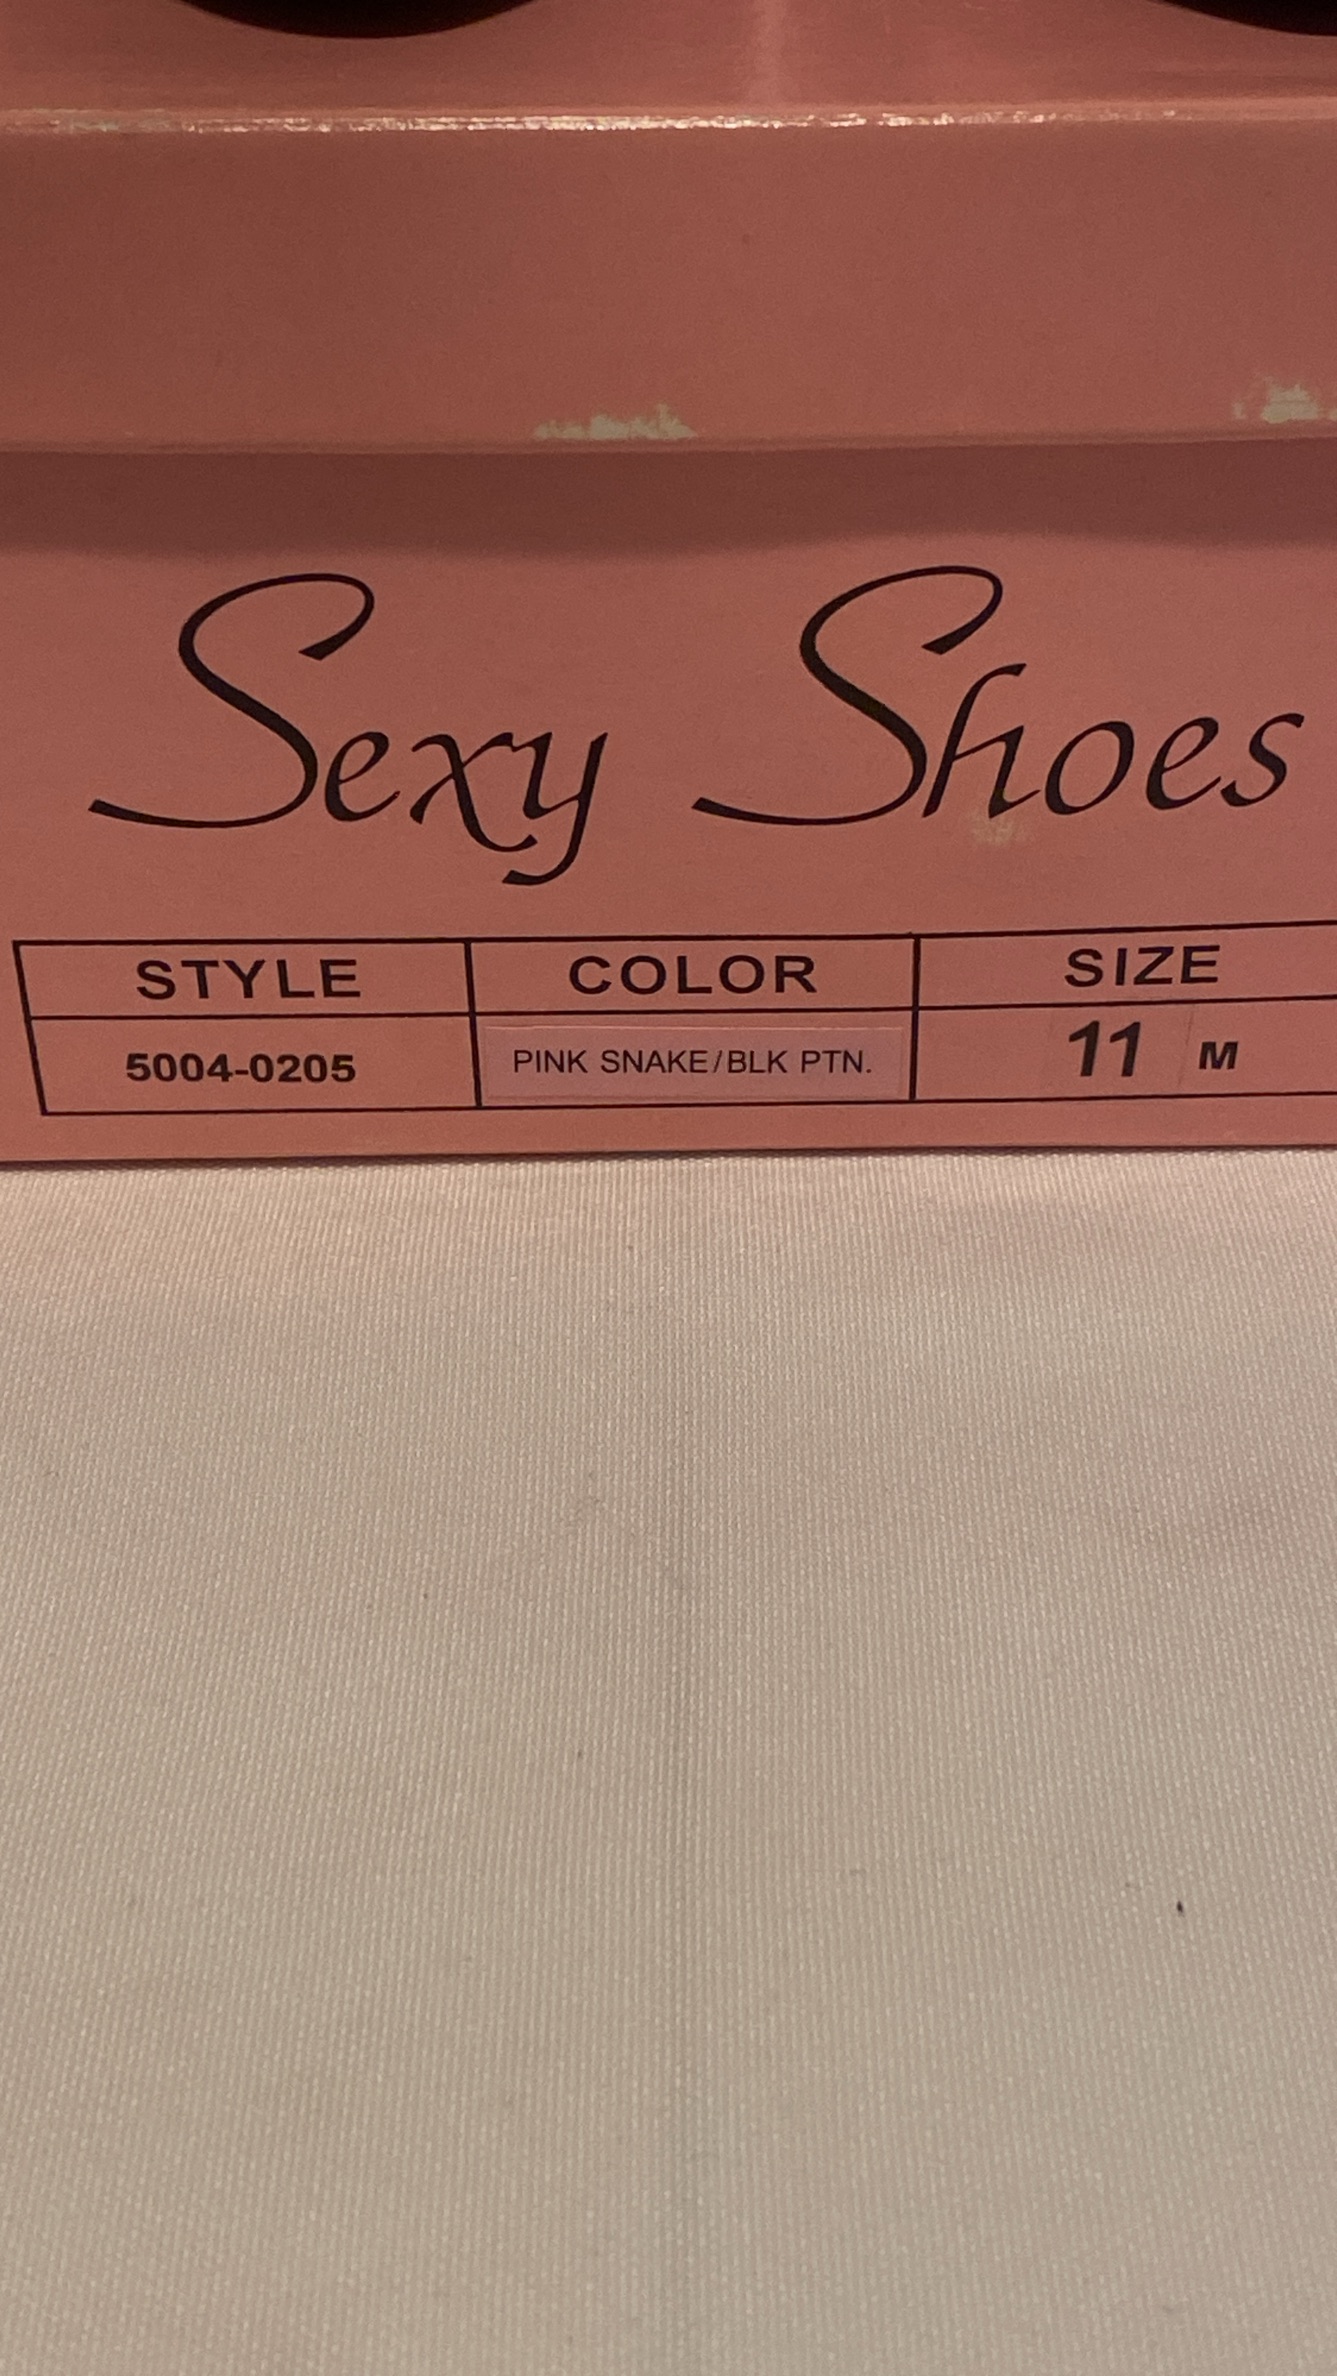 Sexy Shoes
STYLE COLOR SIZE
5004-0205 PINK SNAKE/BLK PTN. 11 M